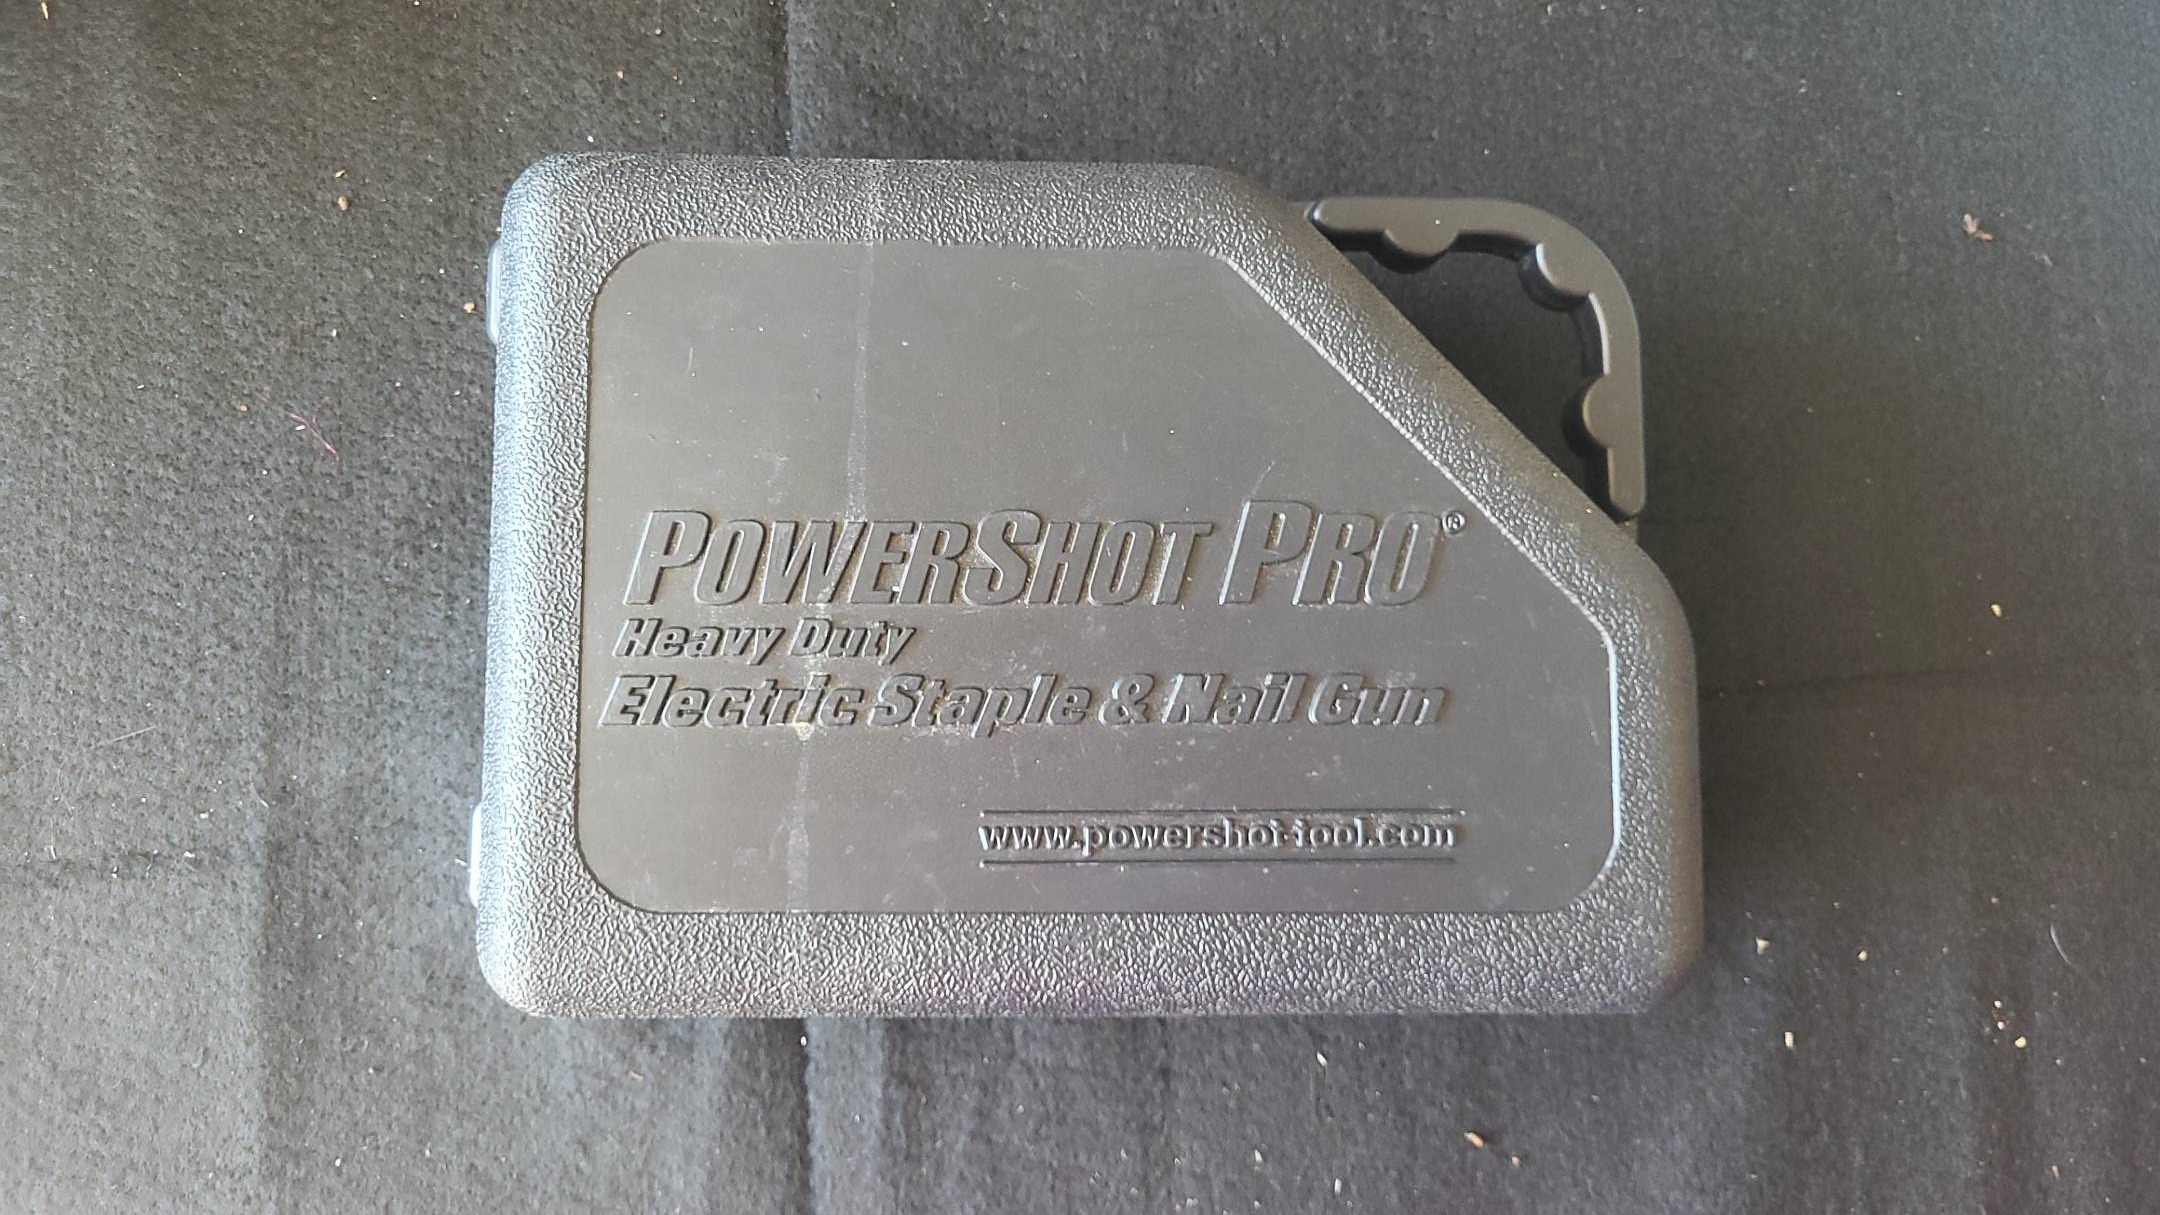 POWERSHOT PRO®
Heavy Duty
Electric Staple & Nail Gun
www.powershot-tool.com